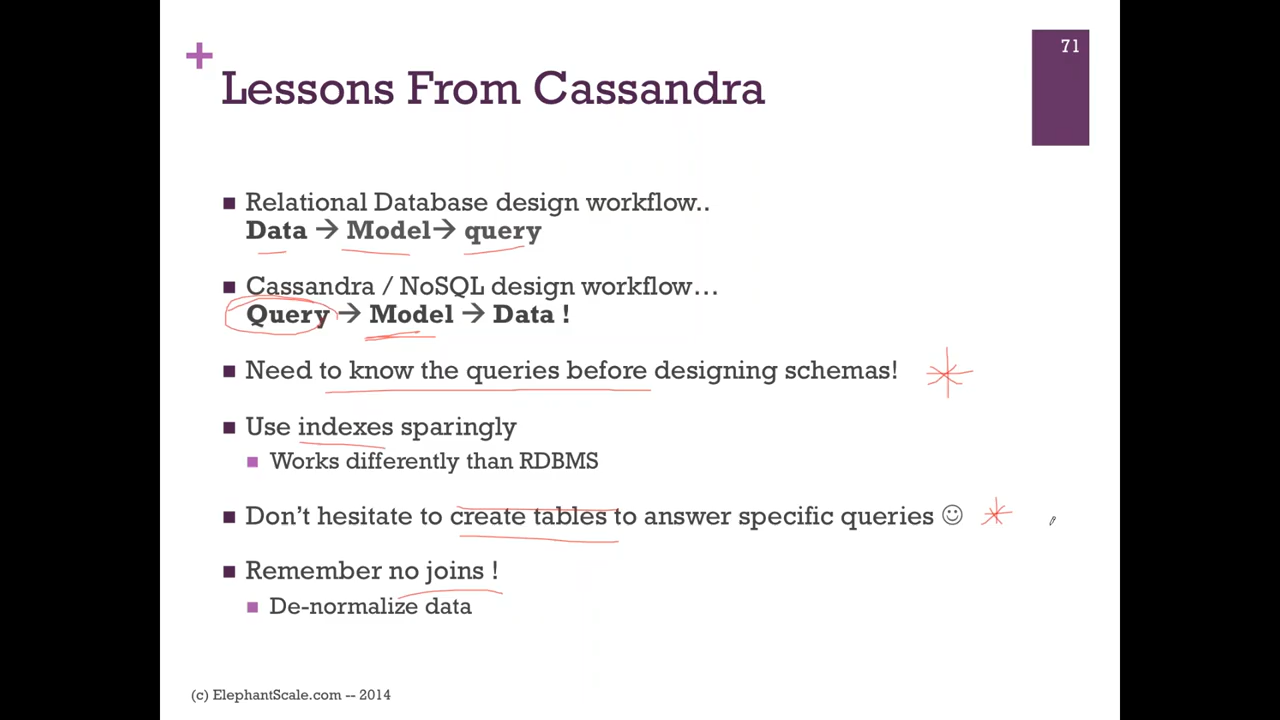 71
Lessons From Cassandra
Relational Database design workflow..
Data → Model→ query
Cassandra / NoSQL design workflow…
Query → Model → Data !
Need to know the queries before designing schemas!
Use indexes sparingly
Works differently than RDBMS
Don’t hesitate to create tables to answer specific queries ☺
Remember no joins !
De-normalize data
(c) ElephantScale.com -- 2014